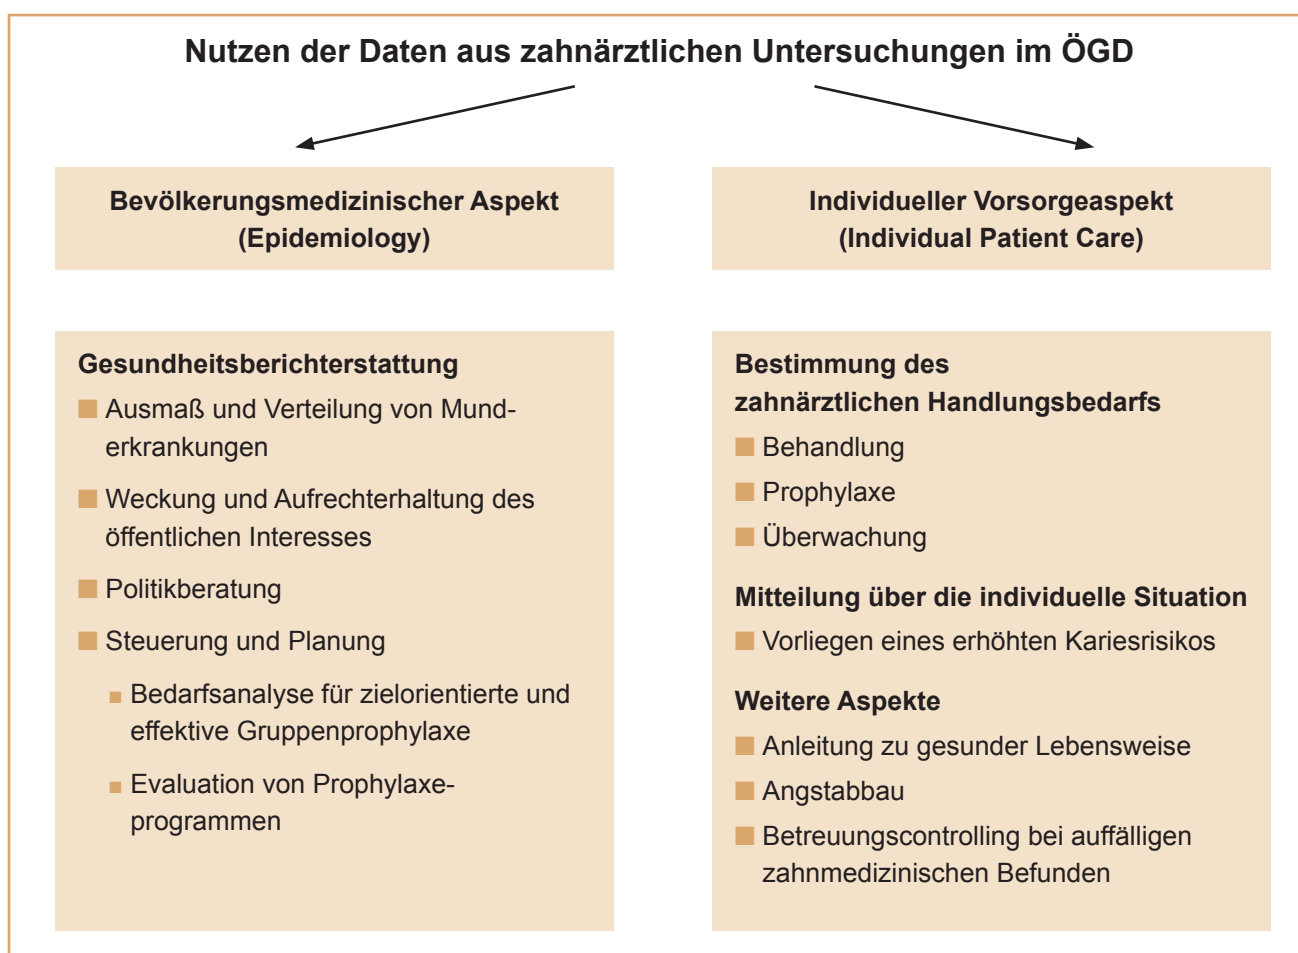 Nutzen der Daten aus zahnärztlichen Untersuchungen im ÖGD
Bevölkerungsmedizinischer Aspekt
(Epidemiology)
Gesundheitsberichterstattung
Ausmaß und Verteilung von Mund-
erkrankungen
Weckung und Aufrechterhaltung des
öffentlichen Interesses
Politikberatung
Steuerung und Planung
Bedarfsanalyse für zielorientierte und
effektive Gruppenprophylaxe
Evaluation von Prophylaxe-
programmen
Individueller Vorsorgeaspekt
(Individual Patient Care)
Bestimmung des
zahnärztlichen Handlungsbedarfs
Behandlung
Prophylaxe
Überwachung
Mitteilung über die individuelle Situation
Vorliegen eines erhöhten Kariesrisikos
Weitere Aspekte
Anleitung zu gesunder Lebensweise
Angstabbau
Betreuungscontrolling bei auffälligen
zahnmedizinischen Befunden